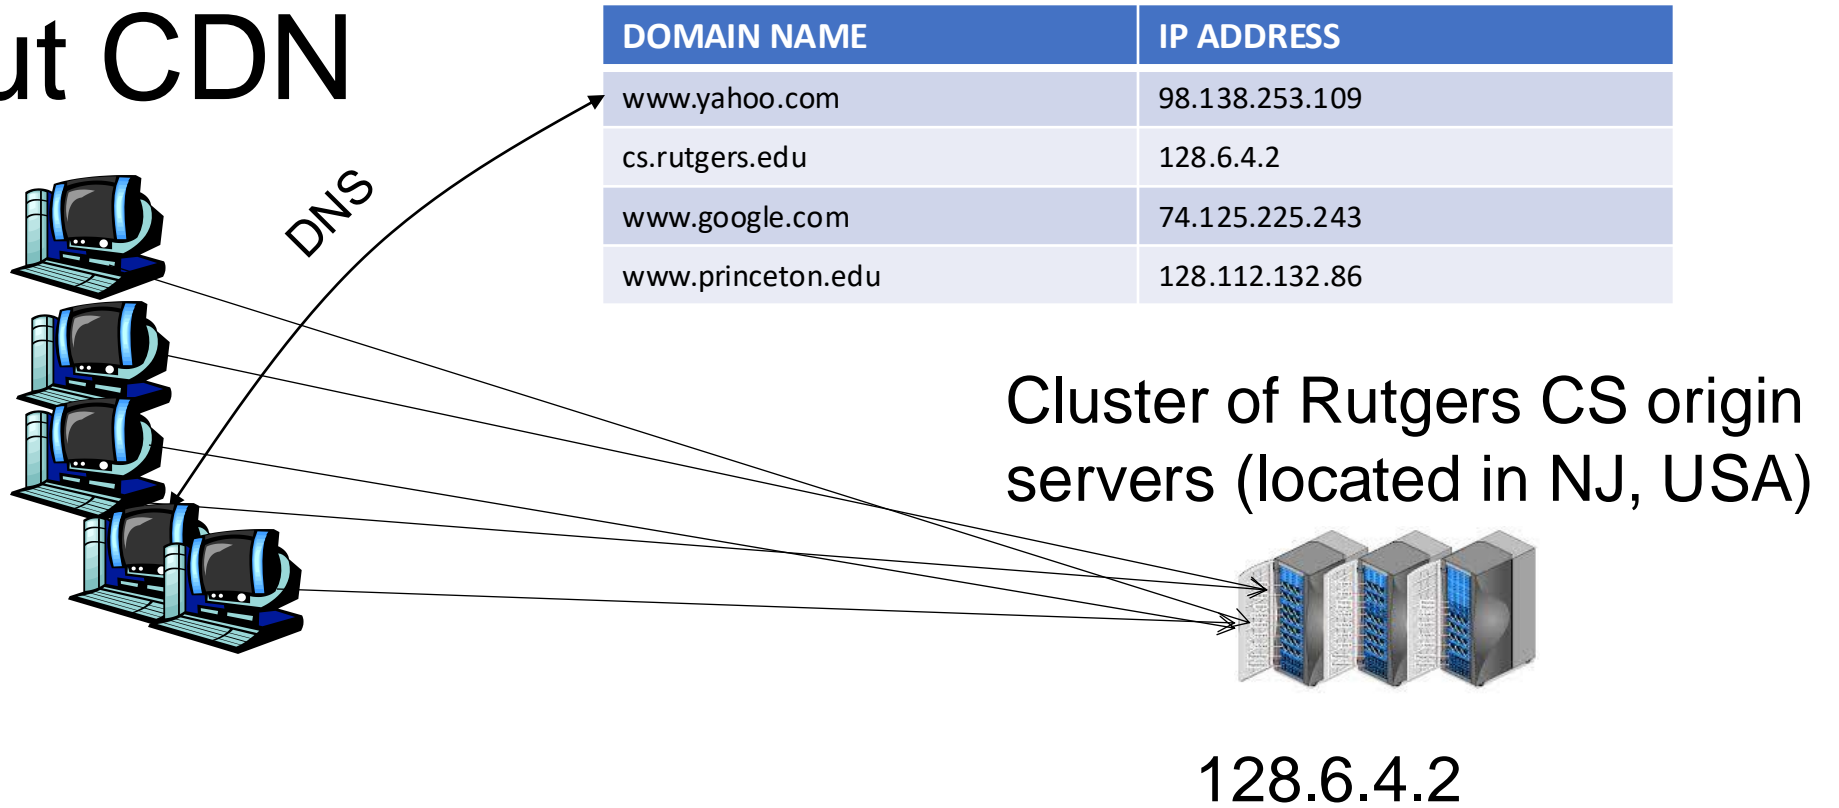 ut CDN
DOMAIN NAME IP ADDRESS
www.yahoo.com 98.138.253.109
cs.rutgers.edu 128.6.4.2
www.google.com 74.125.225.243
www.princeton.edu 128.112.132.86
DNS
Cluster of Rutgers CS origin
servers (located in NJ, USA)
128.6.4.2